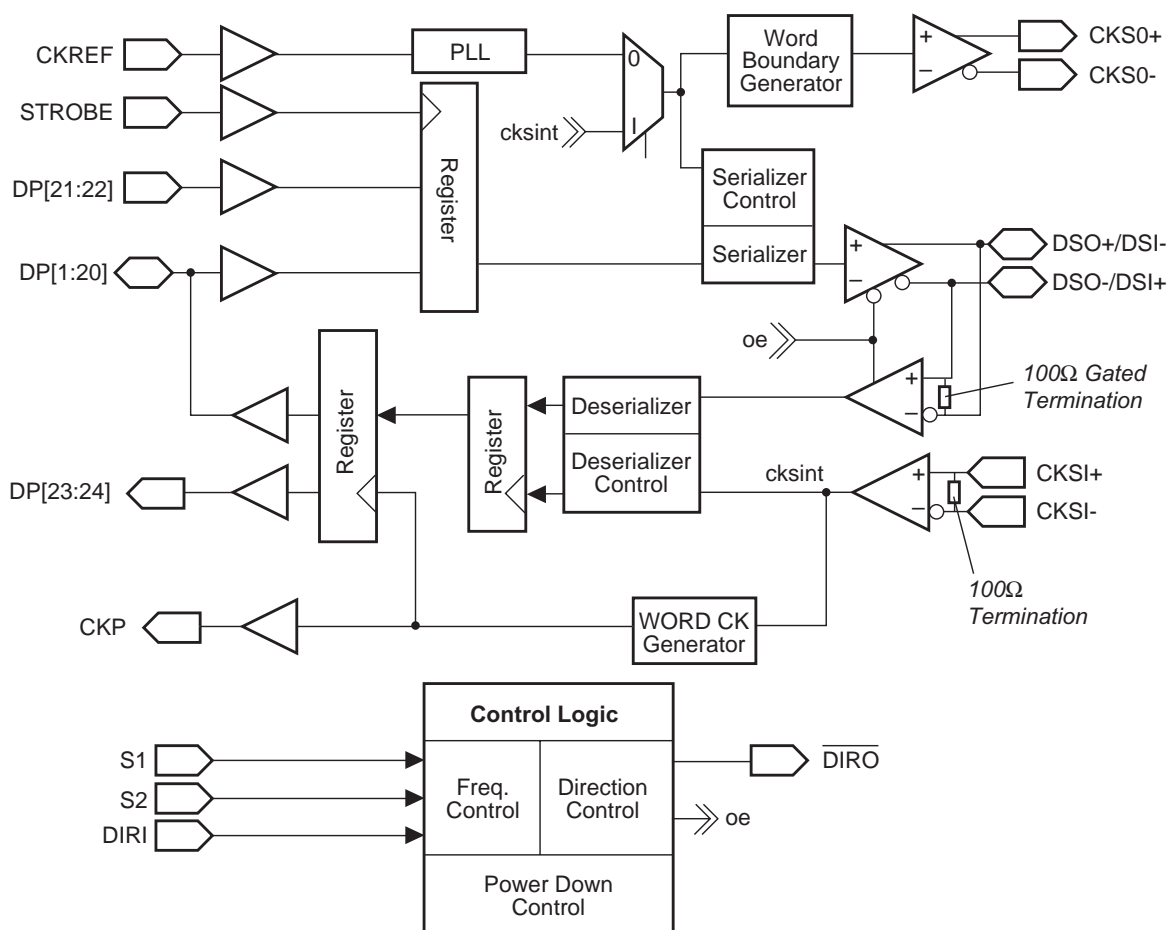 CKREF
PLL
0
Word
Boundary
Generator
+
−
CKS0+
CKS0-
STROBE
cksint
I
Register
DP[21:22]
Serializer
Control
Serializer
DP[1:20]
+
−
DSO+/DSI-
DSO-/DSI+
oe
+
−
100Ω Gated
Termination
Register
Register
Deserializer
Deserializer
Control
cksint
DP[23:24]
+
−
CKSI+
CKSI-
100Ω
Termination
CKP
WORD CK
Generator
Control Logic
S1
S2
DIRI
Freq.
Control
Direction
Control
DIRO
oe
Power Down
Control